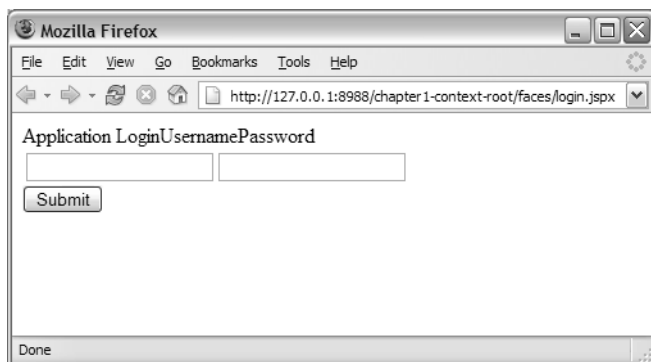 Mozilla Firefox
File Edit View Go Bookmarks Tools Help
http://127.0.0.1:8988/chapter1-context-root/faces/login.jspx
Application LoginUsernamePassword
Submit
Done